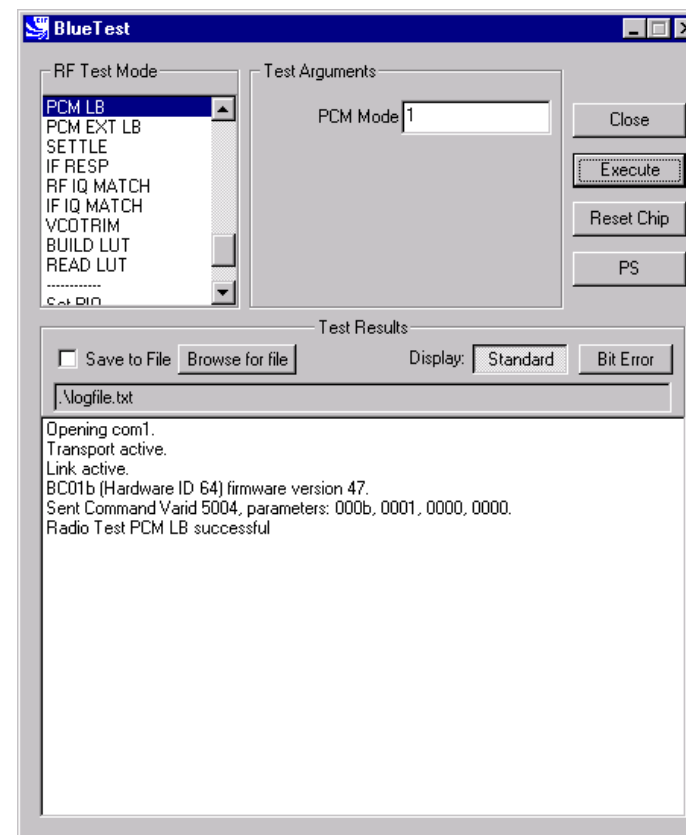 BlueTest
RF Test Mode
PCM LB
PCM EXT LB
SETTLE
IF RESP
RF IQ MATCH
IF IQ MATCH
VCOTRIM
BUILD LUT
READ LUT
------------
Set PIO
Test Arguments
PCM Mode 1
Close
Execute
Reset Chip
PS
Test Results
Save to File Browse for file Display: Standard Bit Error
.\logfile.txt
Opening com1.
Transport active.
Link active.
BC01b (Hardware ID 64) firmware version 47.
Sent Command Varid 5004, parameters: 000b, 0001, 0000, 0000.
Radio Test PCM LB successful